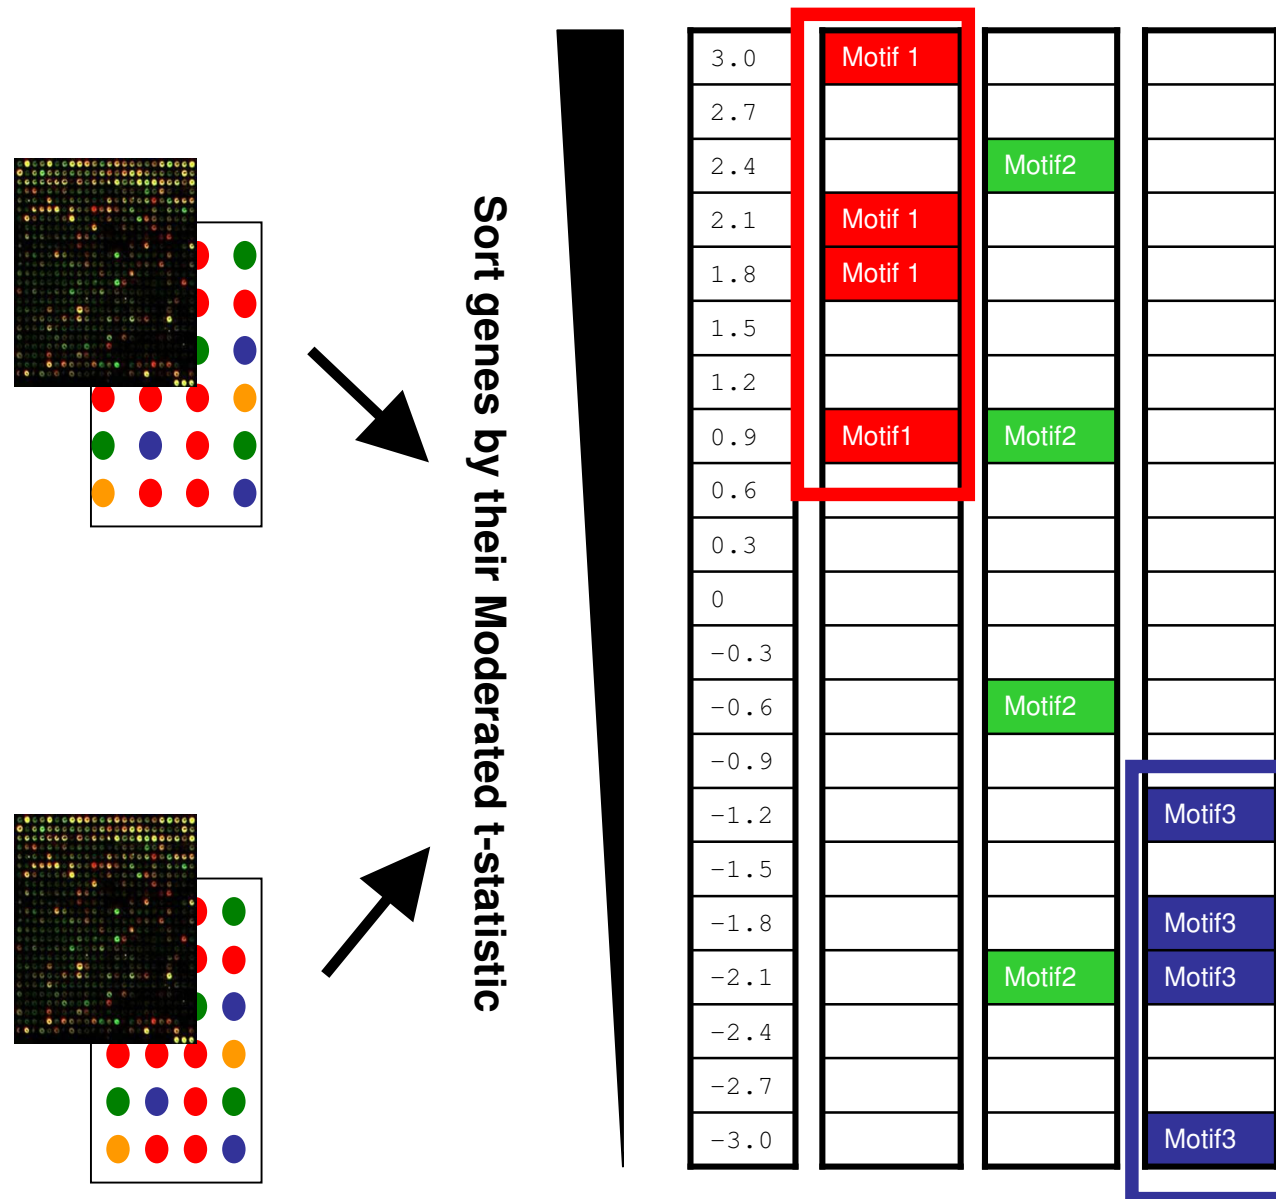 Sort genes by their Moderated t-statistic
3.0 Motif 1
2.7
2.4 Motif2
2.1 Motif 1
1.8 Motif 1
1.5
1.2
0.9 Motif1 Motif2
0.6
0.3
0
-0.3
-0.6 Motif2
-0.9
-1.2 Motif3
-1.5
-1.8 Motif3
-2.1 Motif2 Motif3
-2.4
-2.7
-3.0 Motif3